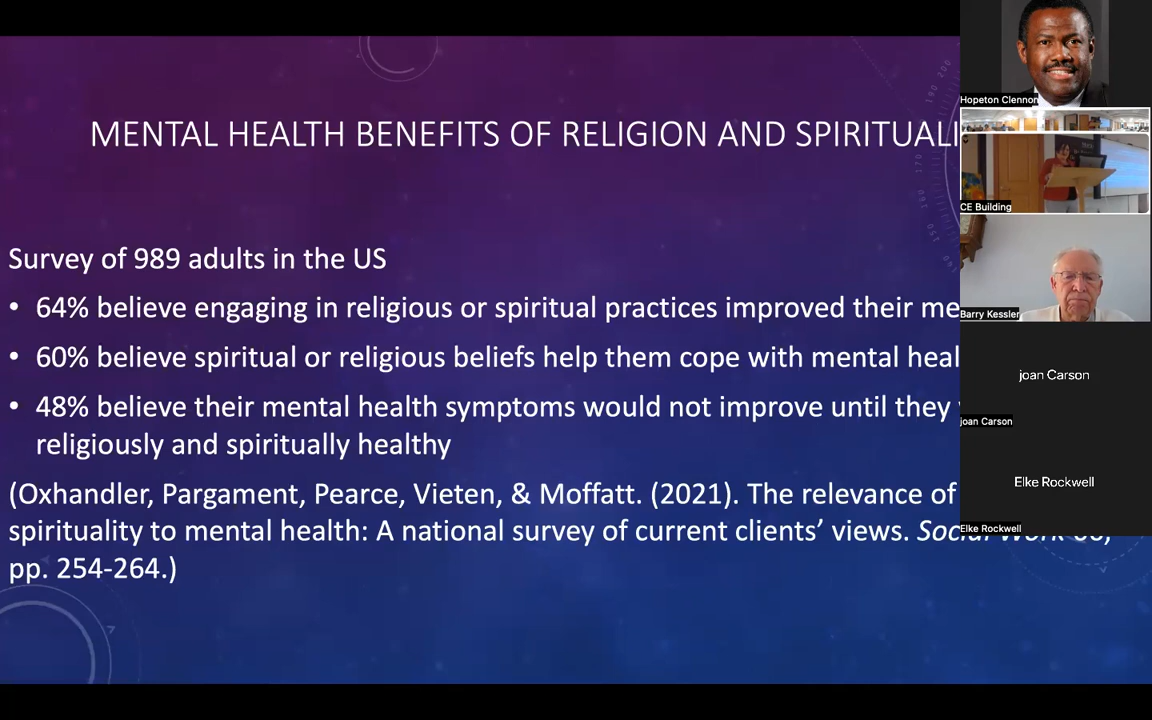 MENTAL HEALTH BENEFITS OF RELIGION AND SPIRITUALI
Survey of 989 adults in the US
• 64% believe engaging in religious or spiritual practices improved their me
• 60% believe spiritual or religious beliefs help them cope with mental heal
• 48% believe their mental health symptoms would not improve until they
religiously and spiritually healthy
(Oxhandler, Pargament, Pearce, Vieten, & Moffatt. (2021). The relevance of
spirituality to mental health: A national survey of current clients’ views. Social Work
pp. 254-264.)
Hopeton Clennon
CE Building
Barry Kessler
joan Carson
joan Carson
Elke Rockwell
Elke Rockwell